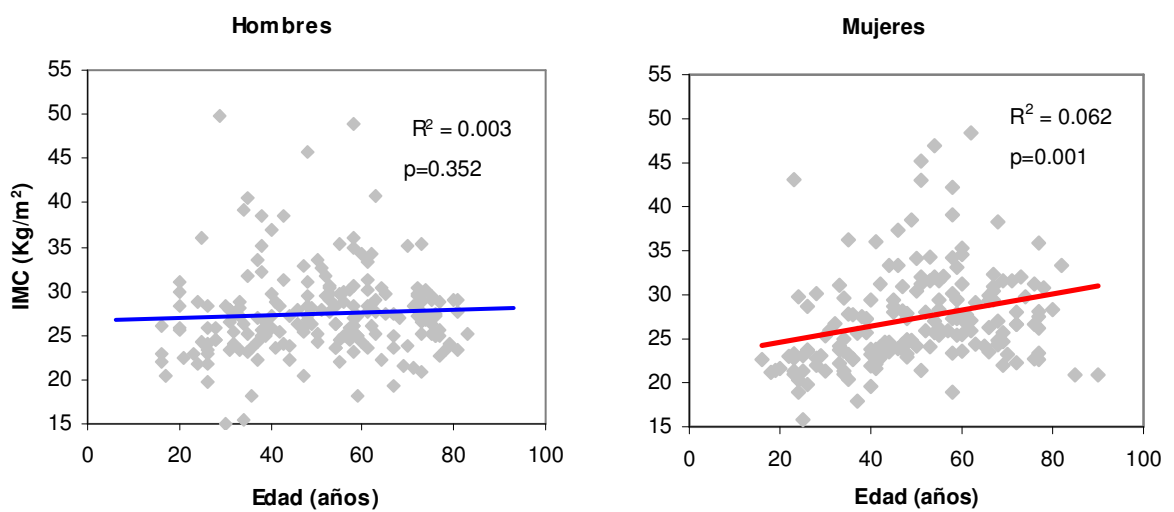 Hombres
55
50
45
40
35
30
25
20
15
IMC (Kg/m²)
R² = 0.003
p=0.352
0 20 40 60 80 100
Edad (años)
Mujeres
55
50
45
40
35
30
25
20
15
R² = 0.062
p=0.001
0 20 40 60 80 100
Edad (años)